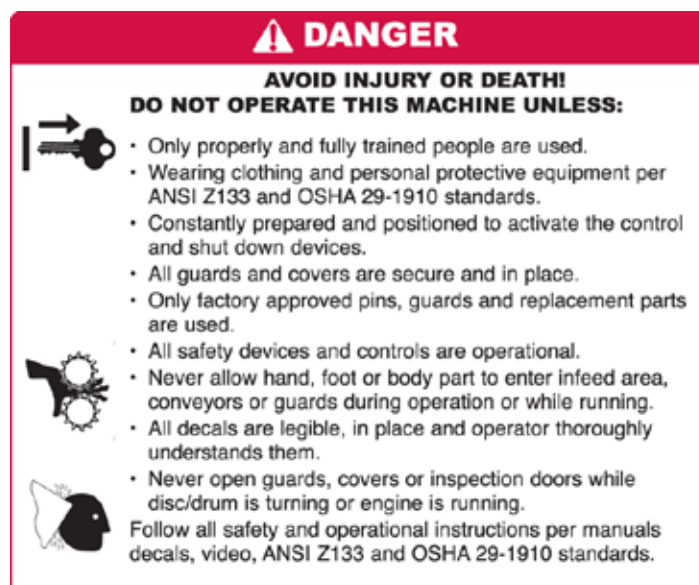 DANGER
AVOID INJURY OR DEATH!
DO NOT OPERATE THIS MACHINE UNLESS:
· Only properly and fully trained people are used.
· Wearing clothing and personal protective equipment per
ANSI Z133 and OSHA 29-1910 standards.
· Constantly prepared and positioned to activate the control
and shut down devices.
· All guards and covers are secure and in place.
· Only factory approved pins, guards and replacement parts
are used.
· All safety devices and controls are operational.
· Never allow hand, foot or body part to enter infeed area,
conveyors or guards during operation or while running.
· All decals are legible, in place and operator thoroughly
understands them.
· Never open guards, covers or inspection doors while
disc/drum is turning or engine is running.
Follow all safety and operational instructions per manuals
decals, video, ANSI Z133 and OSHA 29-1910 standards.